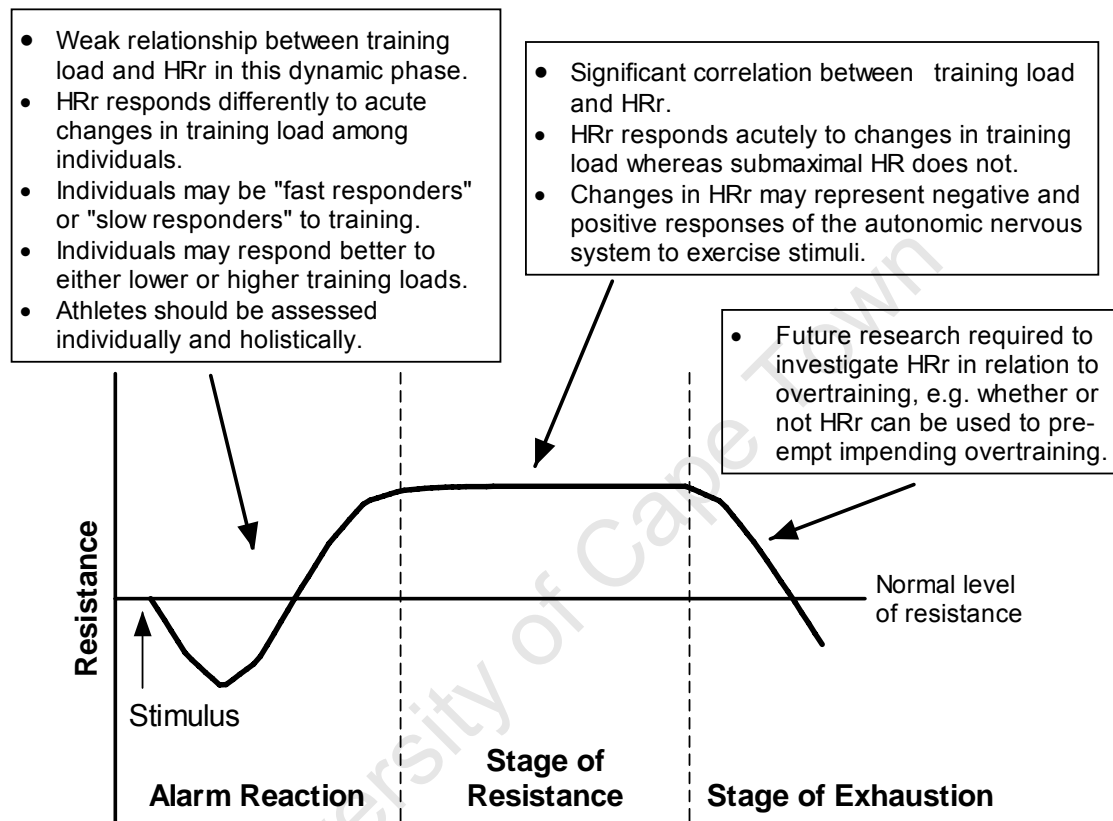 • Weak relationship between training
load and HRr in this dynamic phase.
• HRr responds differently to acute
changes in training load among
individuals.
• Individuals may be "fast responders"
or "slow responders" to training.
• Individuals may respond better to
either lower or higher training loads.
• Athletes should be assessed
individually and holistically.
• Significant correlation between training load
and HRr.
• HRr responds acutely to changes in training
load whereas submaximal HR does not.
• Changes in HRr may represent negative and
positive responses of the autonomic nervous
system to exercise stimuli.
• Future research required to
investigate HRr in relation to
overtraining, e.g. whether or
not HRr can be used to pre-
empt impending overtraining.
Resistance
Normal level
of resistance
Stimulus
Alarm Reaction
Stage of
Resistance
Stage of Exhaustion
ersity of Cape Town